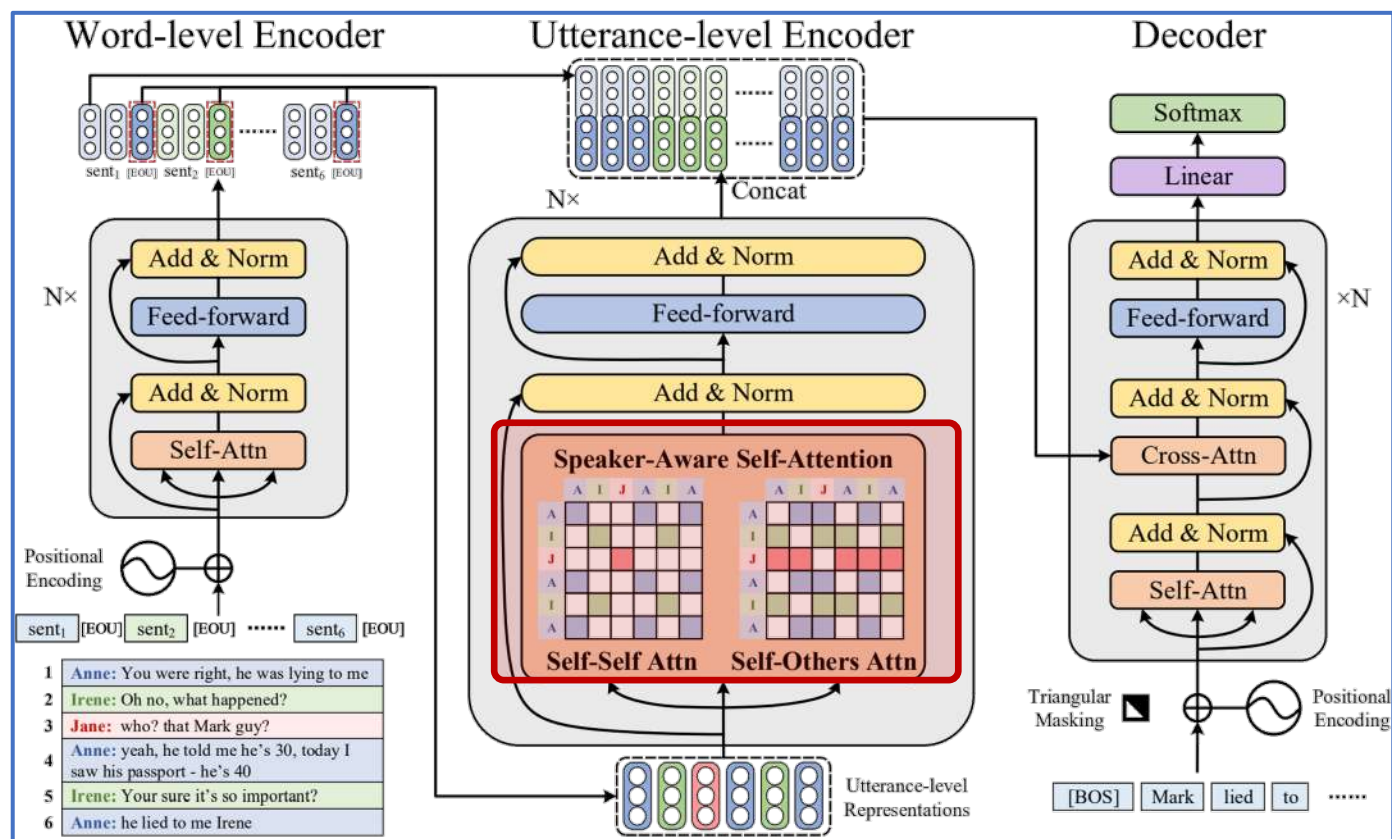 Word-level Encoder
Utterance-level Encoder
Decoder
......
sent1 [EOU] sent2 [EOU] sent6 [EOU]
N×
Add & Norm
Feed-forward
Add & Norm
Self-Attn
Positional
Encoding
sent1 [EOU] sent2 [EOU] ...... sent6 [EOU]
1 Anne: You were right, he was lying to me
2 Irene: Oh no, what happened?
3 Jane: who? that Mark guy?
4 Anne: yeah, he told me he's 30, today I
saw his passport - he's 40
5 Irene: Your sure it's so important?
6 Anne: he lied to me Irene
......
......
Concat
N×
Add & Norm
Feed-forward
Add & Norm
Speaker-Aware Self-Attention
A I J A I A
A
I
J
A
I
A
Self-Self Attn
A I J A I A
A
I
J
A
I
A
Self-Others Attn
Utterance-level
Representations
Softmax
Linear
×N
Add & Norm
Feed-forward
Add & Norm
Cross-Attn
Add & Norm
Self-Attn
Triangular
Masking
Positional
Encoding
[BOS] Mark lied to ......